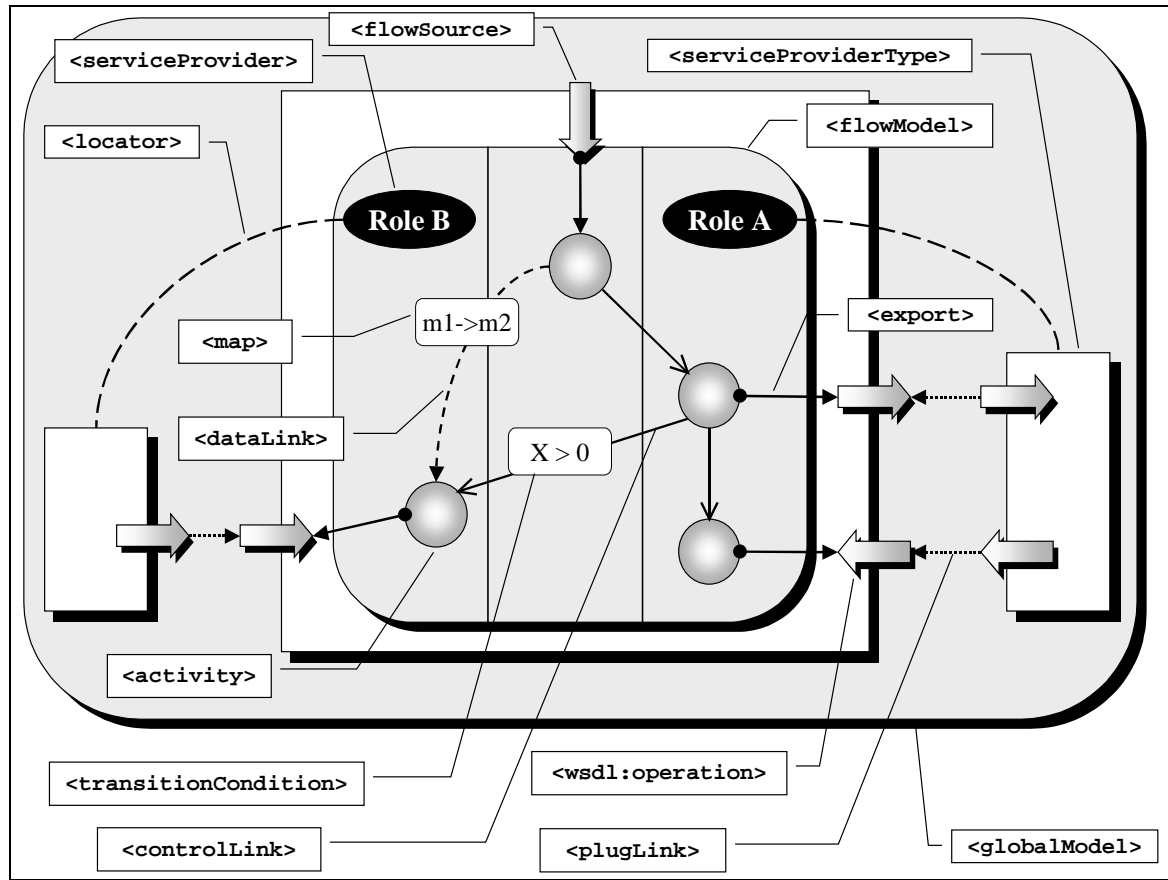 <flowSource>
<serviceProvider>
<serviceProviderType>
<locator>
<flowModel>
Role B
Role A
<map>
m1->m2
<export>
<dataLink>
X > 0
<activity>
<transitionCondition>
<wsdl:operation>
<controlLink>
<plugLink>
<globalModel>